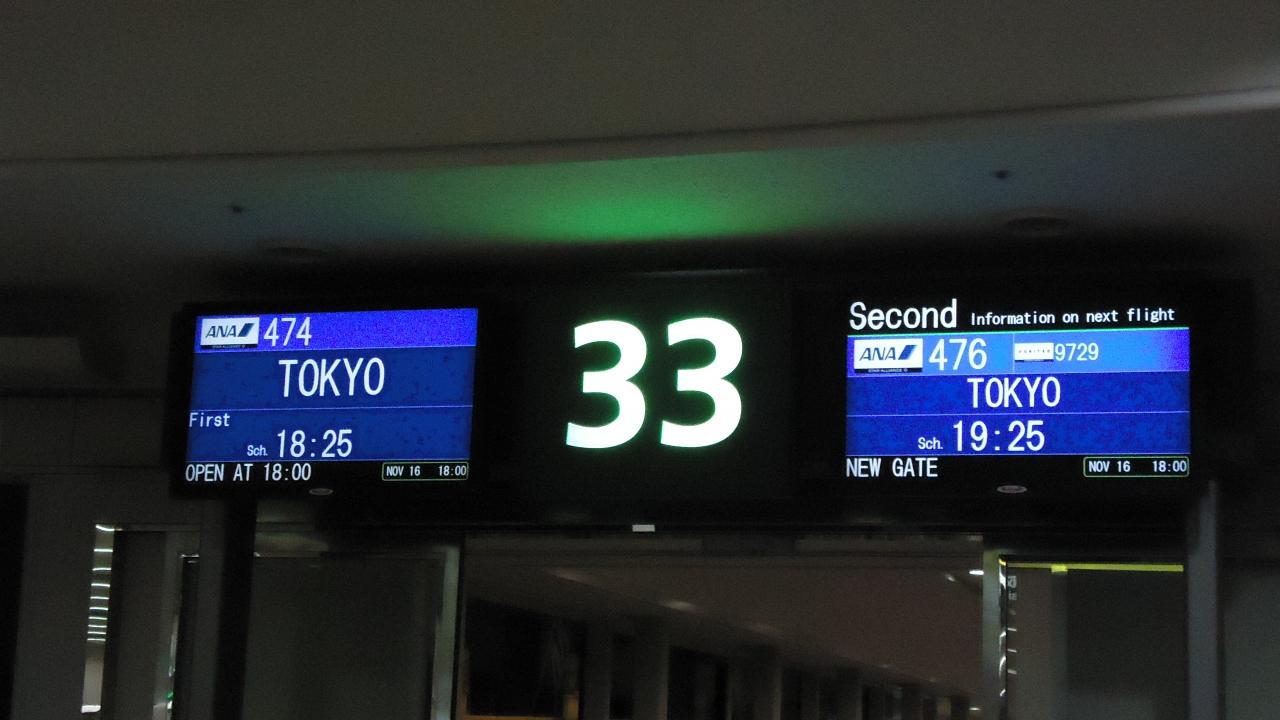 ANA 474
TOKYO
First
Sch. 18:25
OPEN AT 18:00
NOV 16 18:00
33
Second Information on next flight
ANA 476 UNITED 9729
TOKYO
Sch. 19:25
NEW GATE
NOV 16 18:00